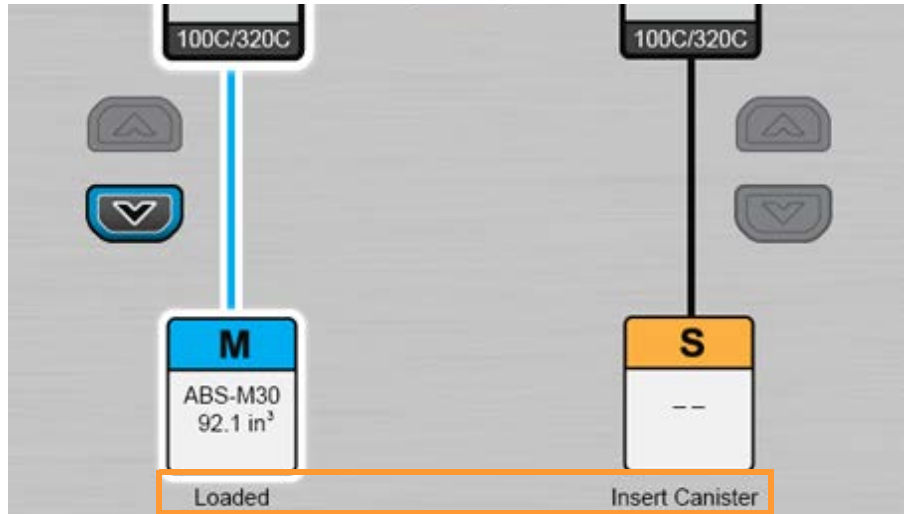 100C/320C
100C/320C
M
S
ABS-M30
92.1 in³
--
Loaded
Insert Canister